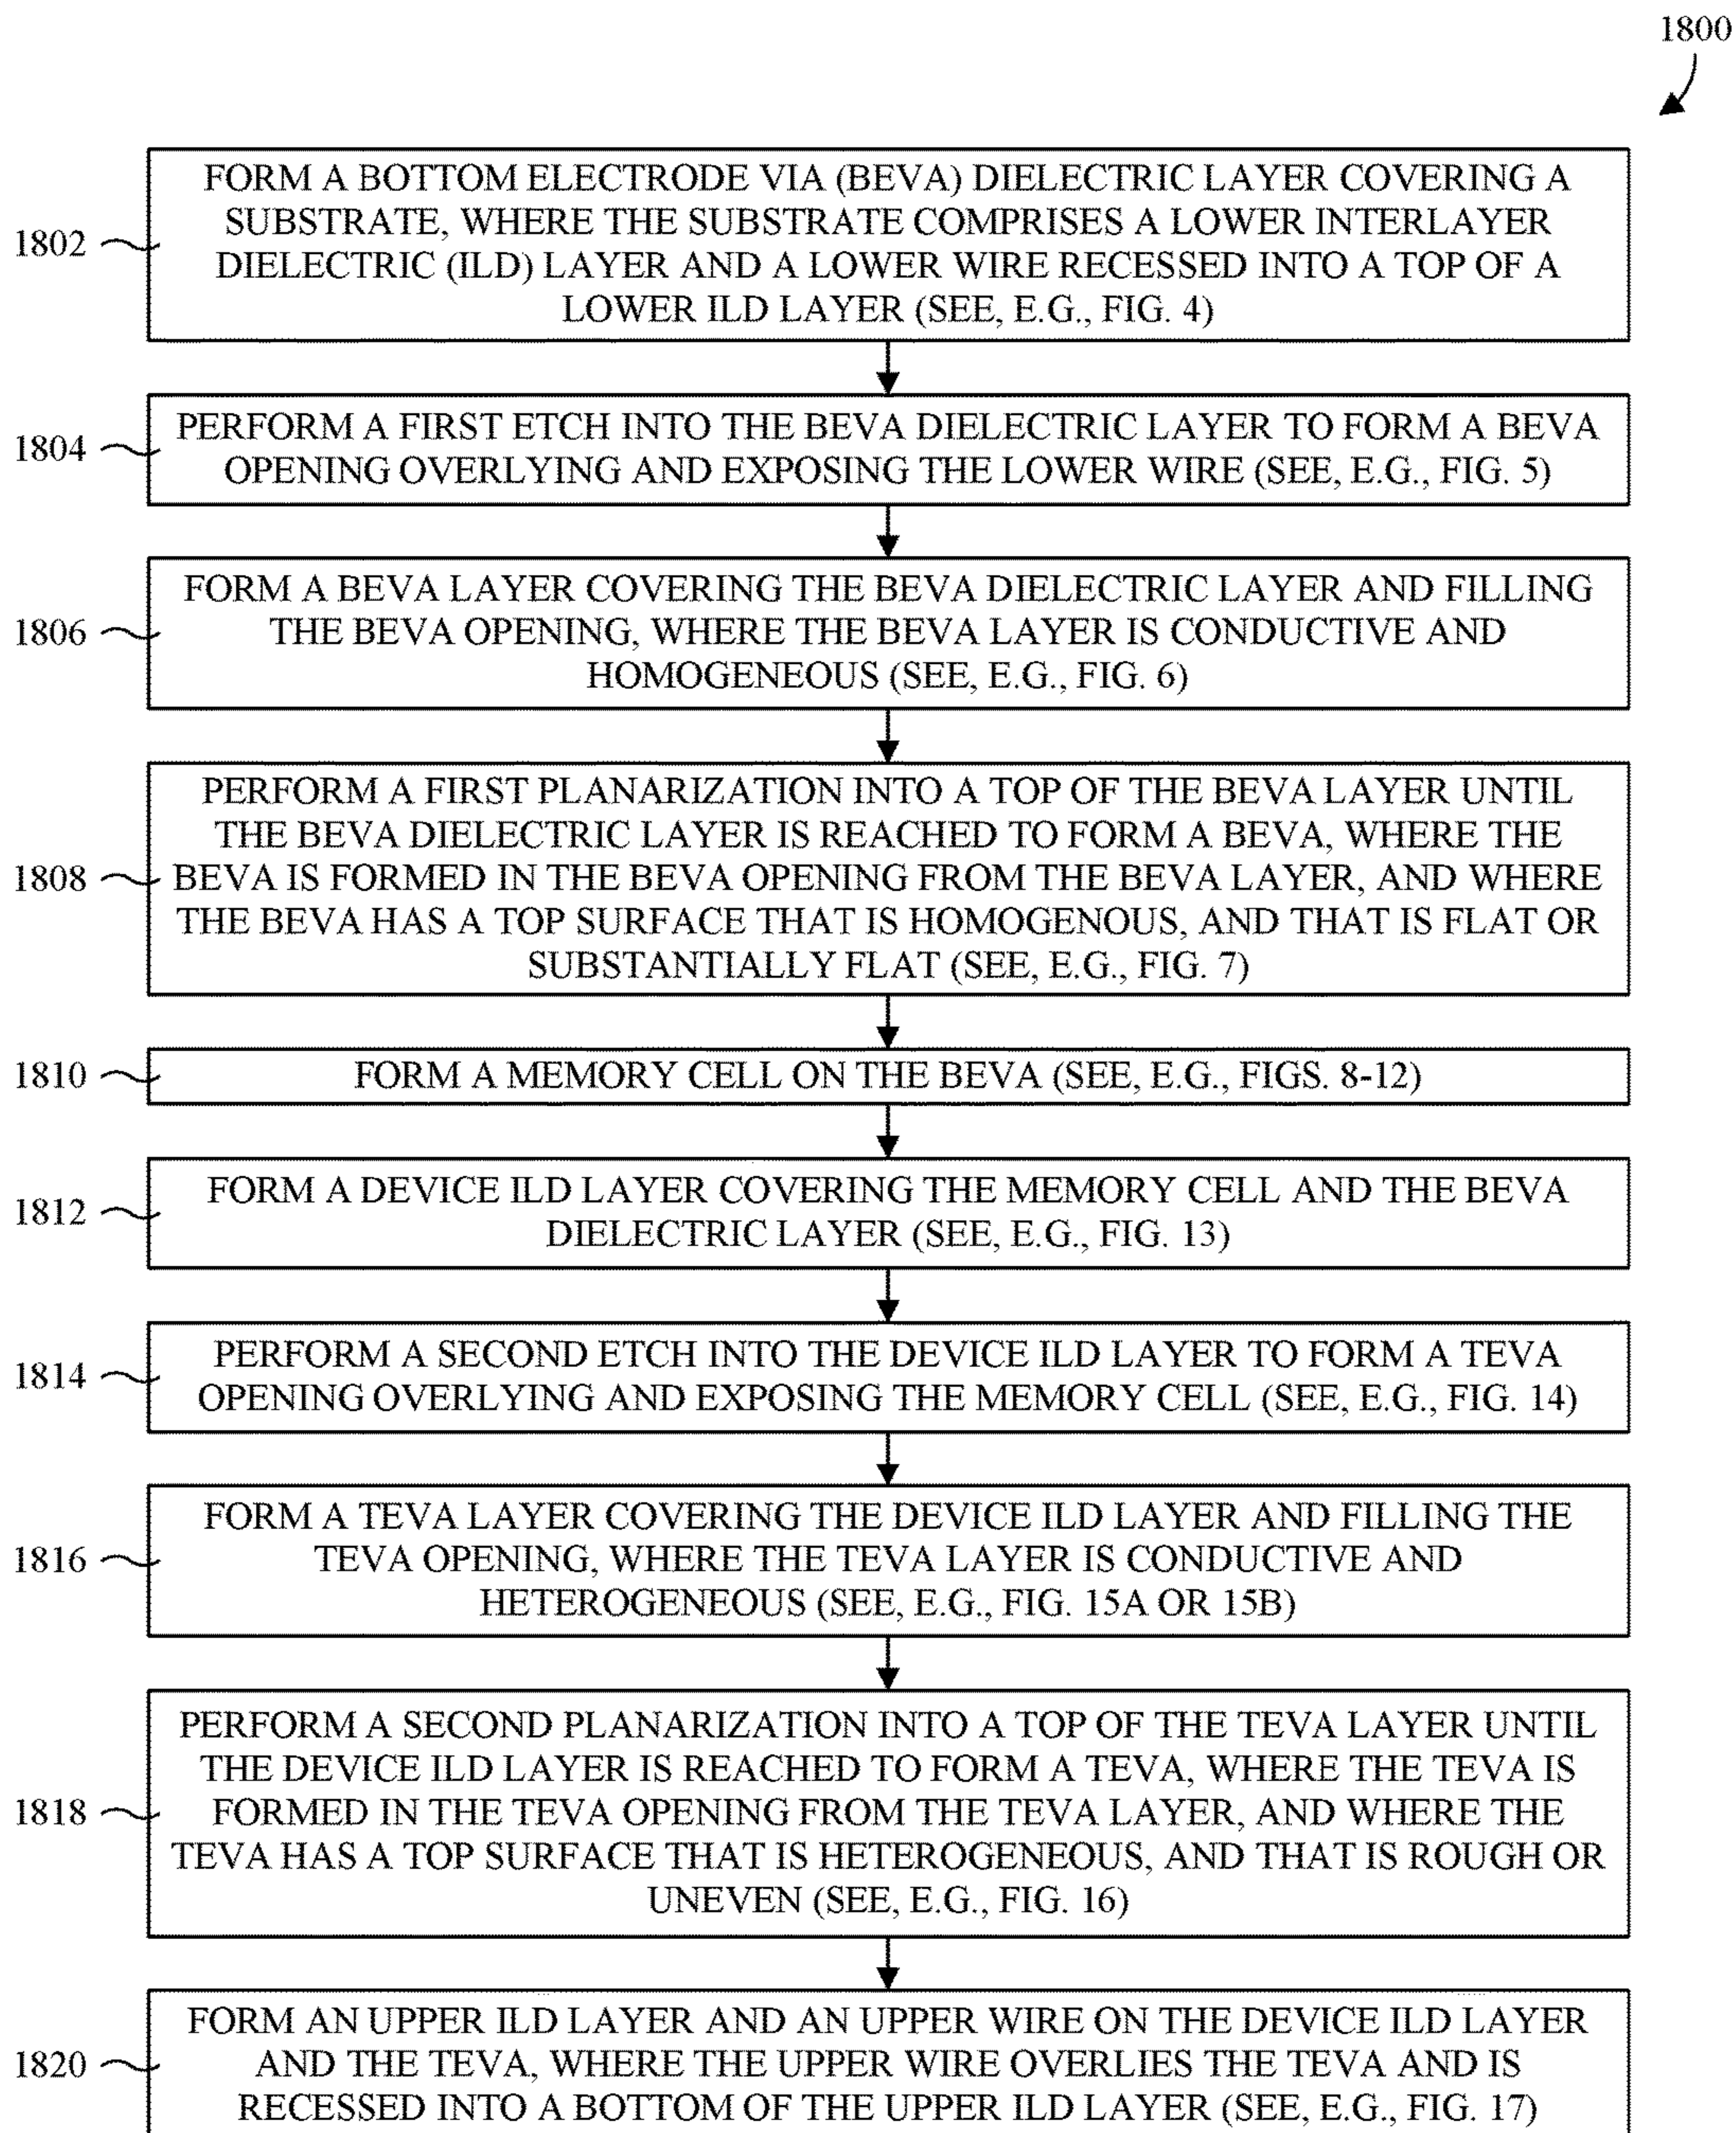 1800
FORM A BOTTOM ELECTRODE VIA (BEVA) DIELECTRIC LAYER COVERING A
SUBSTRATE, WHERE THE SUBSTRATE COMPRISES A LOWER INTERLAYER
1802
DIELECTRIC (ILD) LAYER AND A LOWER WIRE RECESSED INTO A TOP OF A
LOWER ILD LAYER (SEE, E.G., FIG. 4)
1804
PERFORM A FIRST ETCH INTO THE BEVA DIELECTRIC LAYER TO FORM A BEVA
OPENING OVERLYING AND EXPOSING THE LOWER WIRE (SEE, E.G., FIG. 5)
FORM A BEVA LAYER COVERING THE BEVA DIELECTRIC LAYER AND FILLING
1806
THE BEVA OPENING, WHERE THE BEVA LAYER IS CONDUCTIVE AND
HOMOGENEOUS (SEE, E.G., FIG. 6)
PERFORM A FIRST PLANARIZATION INTO A TOP OF THE BEVA LAYER UNTIL
THE BEVA DIELECTRIC LAYER IS REACHED TO FORM A BEVA, WHERE THE
1808
BEVA IS FORMED IN THE BEVA OPENING FROM THE BEVA LAYER, AND WHERE
THE BEVA HAS A TOP SURFACE THAT IS HOMOGENOUS, AND THAT IS FLAT OR
SUBSTANTIALLY FLAT (SEE, E.G., FIG. 7)
1810
FORM A MEMORY CELL ON THE BEVA (SEE, E.G., FIGS. 8-12)
1812
FORM A DEVICE ILD LAYER COVERING THE MEMORY CELL AND THE BEVA
DIELECTRIC LAYER (SEE, E.G., FIG. 13)
1814
PERFORM A SECOND ETCH INTO THE DEVICE ILD LAYER TO FORM A TEVA
OPENING OVERLYING AND EXPOSING THE MEMORY CELL (SEE, E.G., FIG. 14)
FORM A TEVA LAYER COVERING THE DEVICE ILD LAYER AND FILLING THE
1816
TEVA OPENING, WHERE THE TEVA LAYER IS CONDUCTIVE AND
HETEROGENEOUS (SEE, E.G., FIG. 15A OR 15B)
PERFORM A SECOND PLANARIZATION INTO A TOP OF THE TEVA LAYER UNTIL
THE DEVICE ILD LAYER IS REACHED TO FORM A TEVA, WHERE THE TEVA IS
1818
FORMED IN THE TEVA OPENING FROM THE TEVA LAYER, AND WHERE THE
TEVA HAS A TOP SURFACE THAT IS HETEROGENEOUS, AND THAT IS ROUGH OR
UNEVEN (SEE, E.G., FIG. 16)
FORM AN UPPER ILD LAYER AND AN UPPER WIRE ON THE DEVICE ILD LAYER
1820
AND THE TEVA, WHERE THE UPPER WIRE OVERLIES THE TEVA AND IS
RECESSED INTO A BOTTOM OF THE UPPER ILD LAYER (SEE, E.G., FIG. 17)